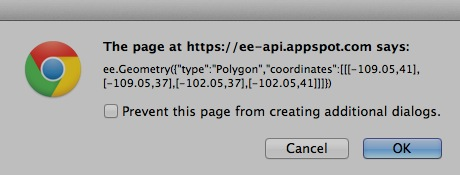 The page at https://ee-api.appspot.com says:
ee.Geometry({"type":"Polygon","coordinates":[[[-109.05,41],
[-109.05,37],[-102.05,37],[-102.05,41]]]})
Prevent this page from creating additional dialogs.
Cancel OK